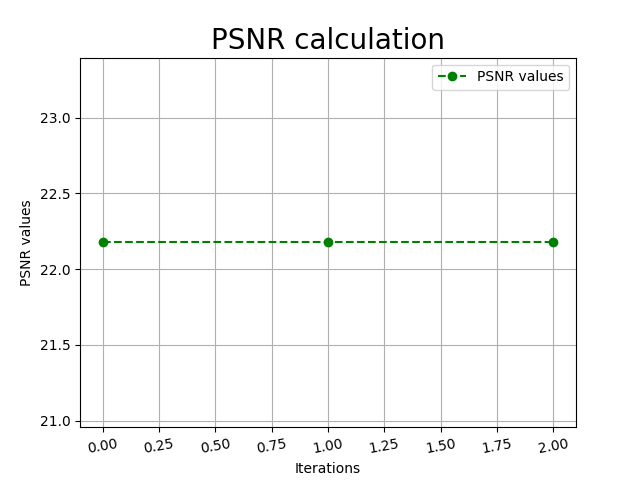 PSNR calculation
PSNR values
23.0
22.5
22.0
21.5
21.0
PSNR values
0.00 0.25 0.50 0.75 1.00 1.25 1.50 1.75 2.00
Iterations